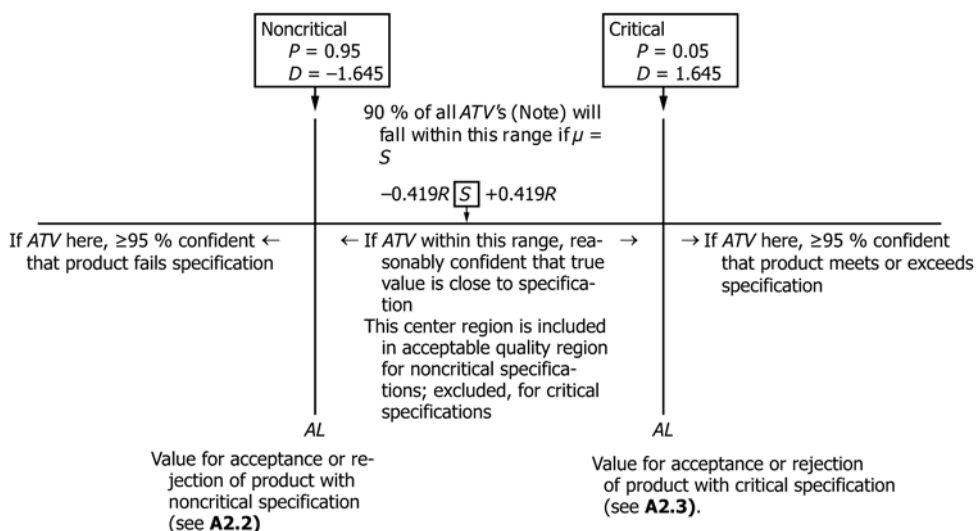 Noncritical
P = 0.95
D = –1.645
Critical
P = 0.05
D = 1.645
90 % of all ATV's (Note) will
fall within this range if μ =
S
–0.419R S +0.419R
If ATV here, ≥95 % confident ←
that product fails specification
← If ATV within this range, rea- →
sonably confident that true
value is close to specifica-
tion
This center region is included
in acceptable quality region
for noncritical specifica-
tions; excluded, for critical
specifications
→ If ATV here, ≥95 % confident
that product meets or exceeds
specification
AL
Value for acceptance or re-
jection of product with
noncritical specification
(see A2.2)
AL
Value for acceptance or rejection
of product with critical specification
(see A2.3).